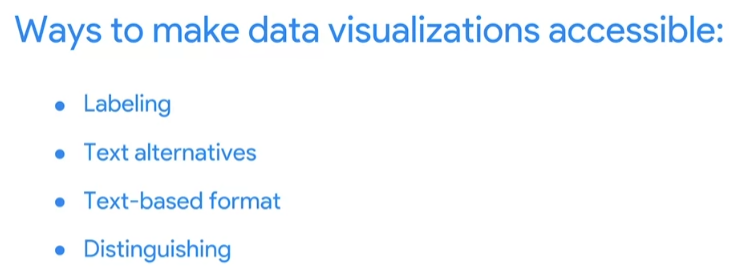 Ways to make data visualizations accessible:
• Labeling
• Text alternatives
• Text-based format
• Distinguishing